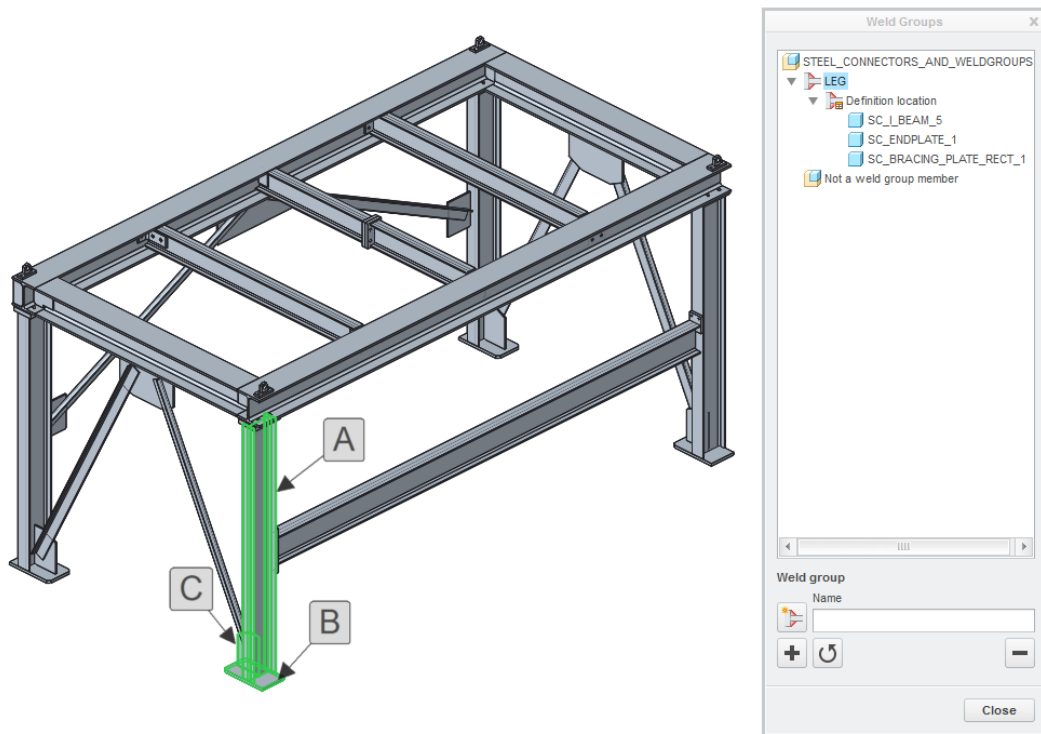 Weld Groups
STEEL_CONNECTORS_AND_WELDGROUPS
LEG
Definition location
SC_I_BEAM_5
SC_ENDPLATE_1
SC_BRACING_PLATE_RECT_1
Not a weld group member
A
C
B
Weld group
Name
Close